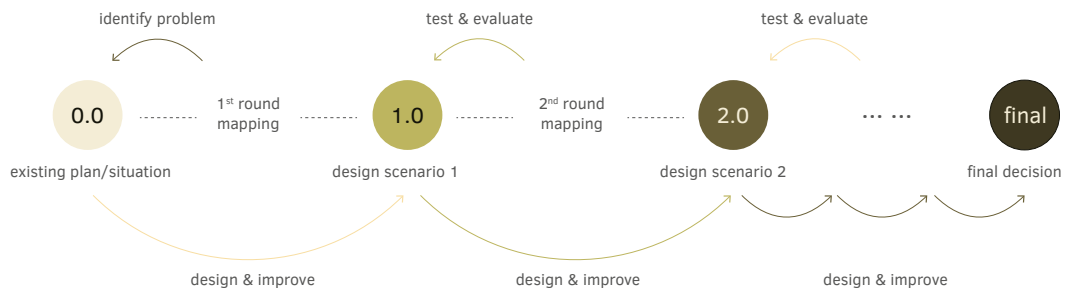 identify problem
test & evaluate
test & evaluate
0.0
1st round
mapping
1.0
2nd round
mapping
2.0
... ...
final
existing plan/situation
design scenario 1
design scenario 2
final decision
design & improve
design & improve
design & improve